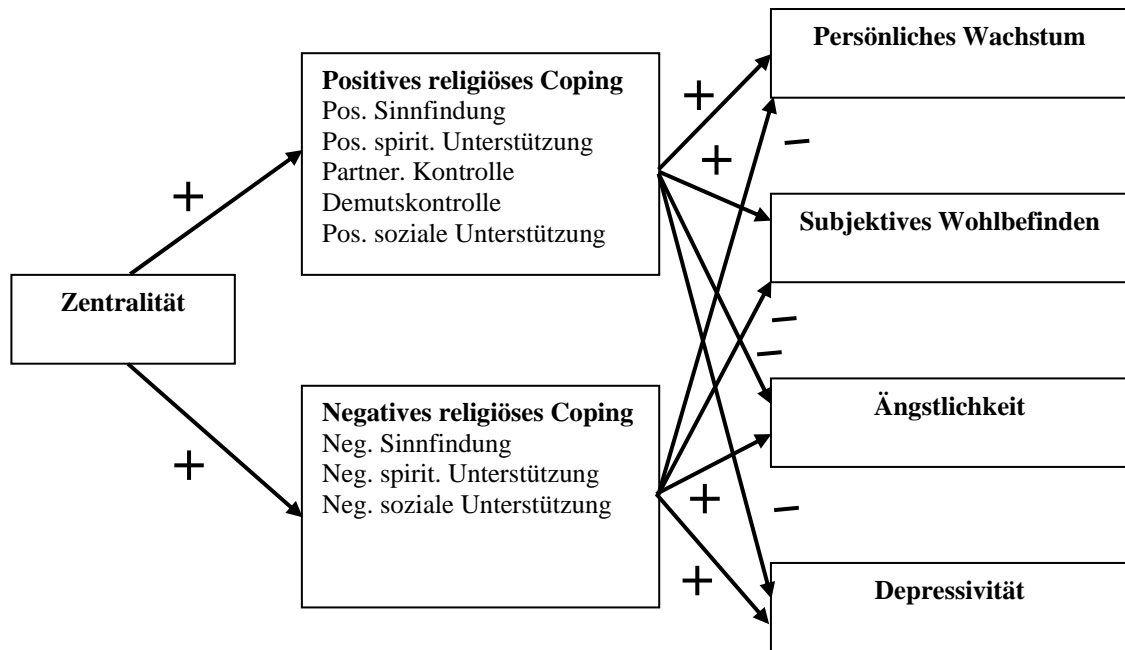 Persönliches Wachstum
Positives religiöses Coping
Pos. Sinnfindung
Pos. spirit. Unterstützung
Partner. Kontrolle
Demutskontrolle
Pos. soziale Unterstützung
+
+
–
+
Subjektives Wohlbefinden
Zentralität
–
–
Negatives religiöses Coping
Neg. Sinnfindung
Neg. spirit. Unterstützung
Neg. soziale Unterstützung
Ängstlichkeit
+
+
–
+
Depressivität